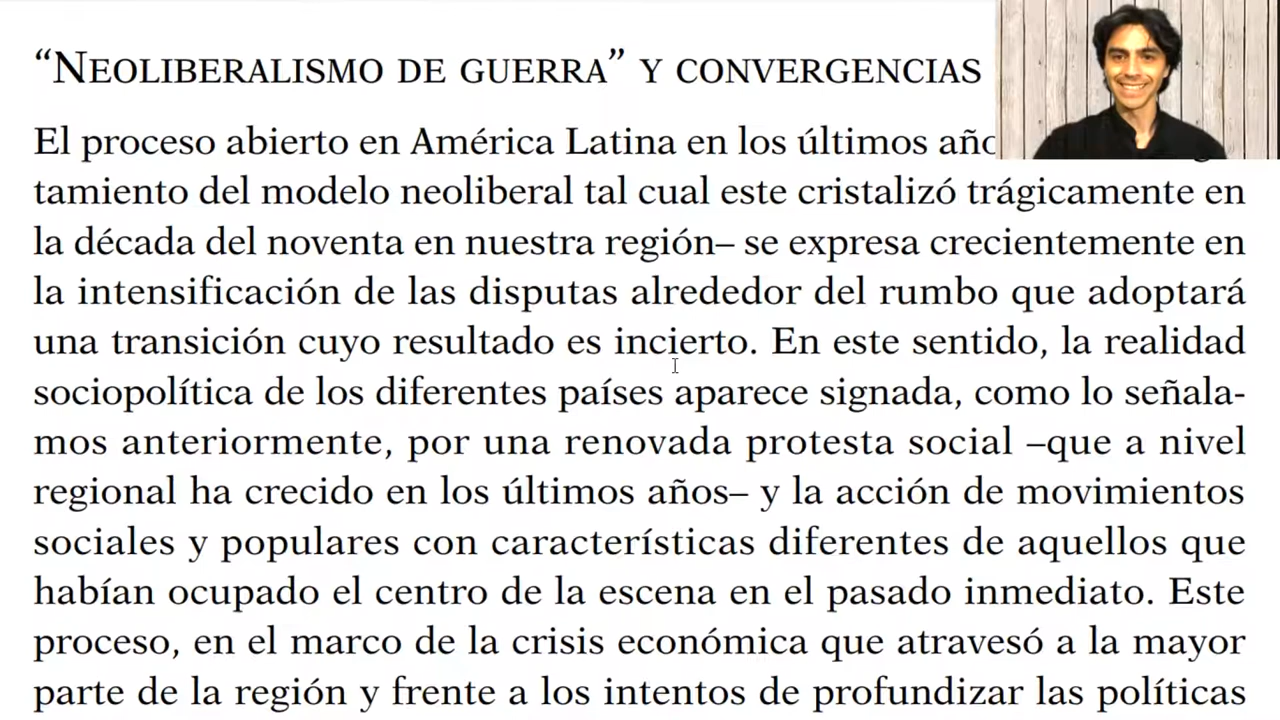 “NEOLIBERALISMO DE GUERRA” Y CONVERGENCIAS
El proceso abierto en América Latina en los últimos
tamiento del modelo neoliberal tal cual este cristalizó trágicamente en
la década del noventa en nuestra región– se expresa crecientemente en
la intensificación de las disputas alrededor del rumbo que adoptará
una transición cuyo resultado es incierto. En este sentido, la realidad
sociopolítica de los diferentes países aparece signada, como lo señala-
mos anteriormente, por una renovada protesta social –que a nivel
regional ha crecido en los últimos años– y la acción de movimientos
sociales y populares con características diferentes de aquellos que
habían ocupado el centro de la escena en el pasado inmediato. Este
proceso, en el marco de la crisis económica que atravesó a la mayor
parte de la región y frente a los intentos de profundizar las políticas